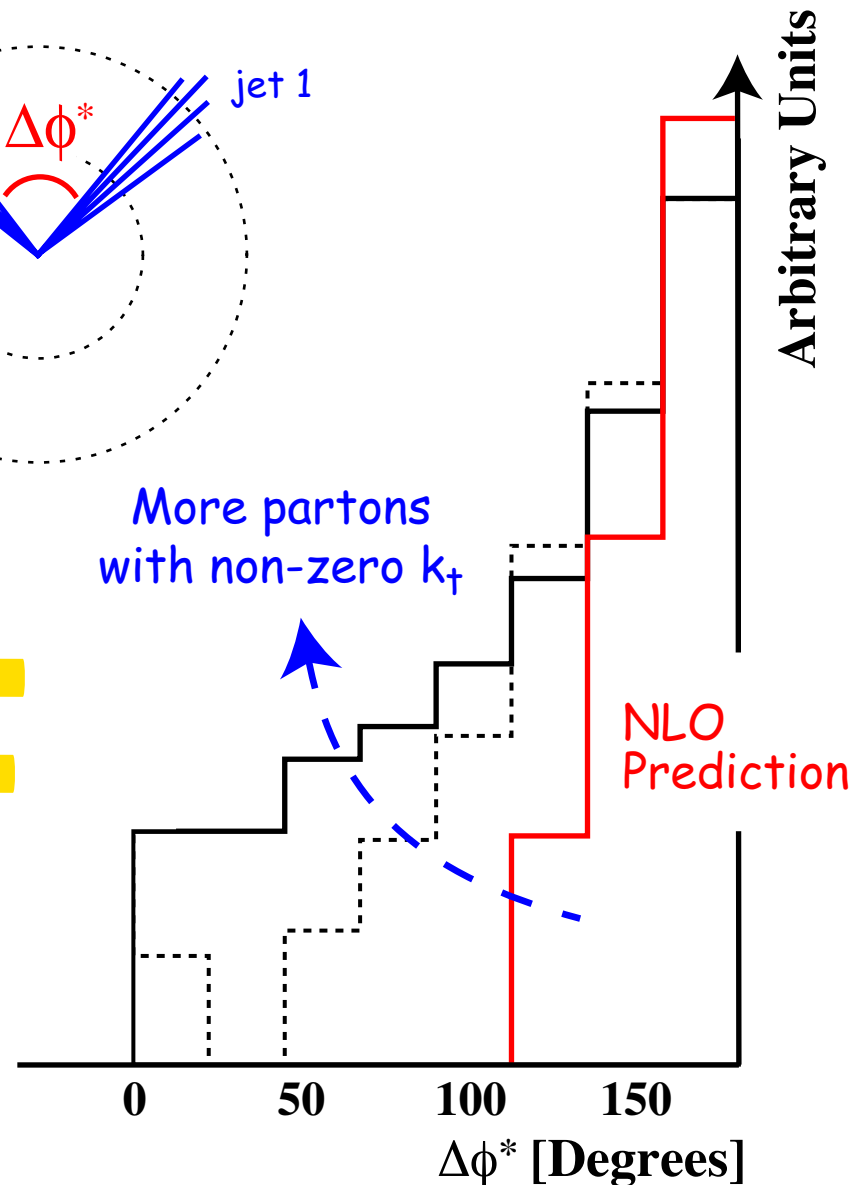 jet 1
Δϕ*
Arbitrary Units
More partons
with non-zero kₜ
NLO
Prediction
0 50 100 150
Δϕ* [Degrees]